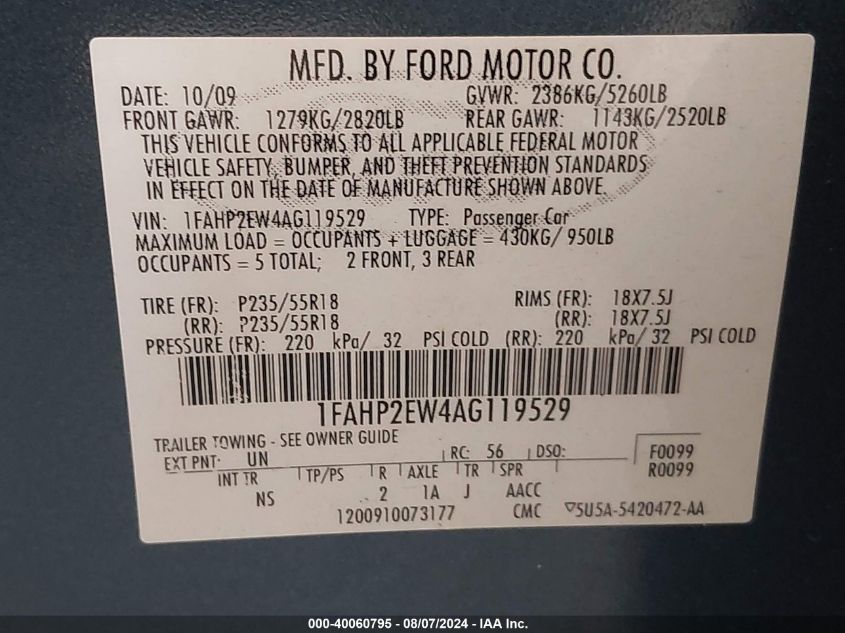 MFD. BY FORD MOTOR CO.
DATE: 10/09 GVWR: 2386KG/5260LB
FRONT GAWR: 1279KG/2820LB REAR GAWR: 1143KG/2520LB
THIS VEHICLE CONFORMS TO ALL APPLICABLE FEDERAL MOTOR
VEHICLE SAFETY, BUMPER, AND THEFT PREVENTION STANDARDS
IN EFFECT ON THE DATE OF MANUFACTURE SHOWN ABOVE.
VIN: 1FAHP2EW4AG119529 TYPE: Passenger Car
MAXIMUM LOAD = OCCUPANTS + LUGGAGE = 430KG/ 950LB
OCCUPANTS = 5 TOTAL; 2 FRONT, 3 REAR
TIRE (FR): P235/55R18 RIMS (FR): 18X7.5J
(RR): P235/55R18 (RR): 18X7.5J
PRESSURE (FR): 220 kPa/ 32 PSI COLD (RR): 220 kPa/ 32 PSI COLD
1FAHP2EW4AG119529
TRAILER TOWING - SEE OWNER GUIDE
EXT PNT: UN RC: 56 DSO: F0099
INT TR TP/PS R AXLE TR SPR R0099
NS 2 1A J AACC
1200910073177 CMC ▽5U5A-5420472-AA
000-40060795 - 08/07/2024 - IAA Inc.